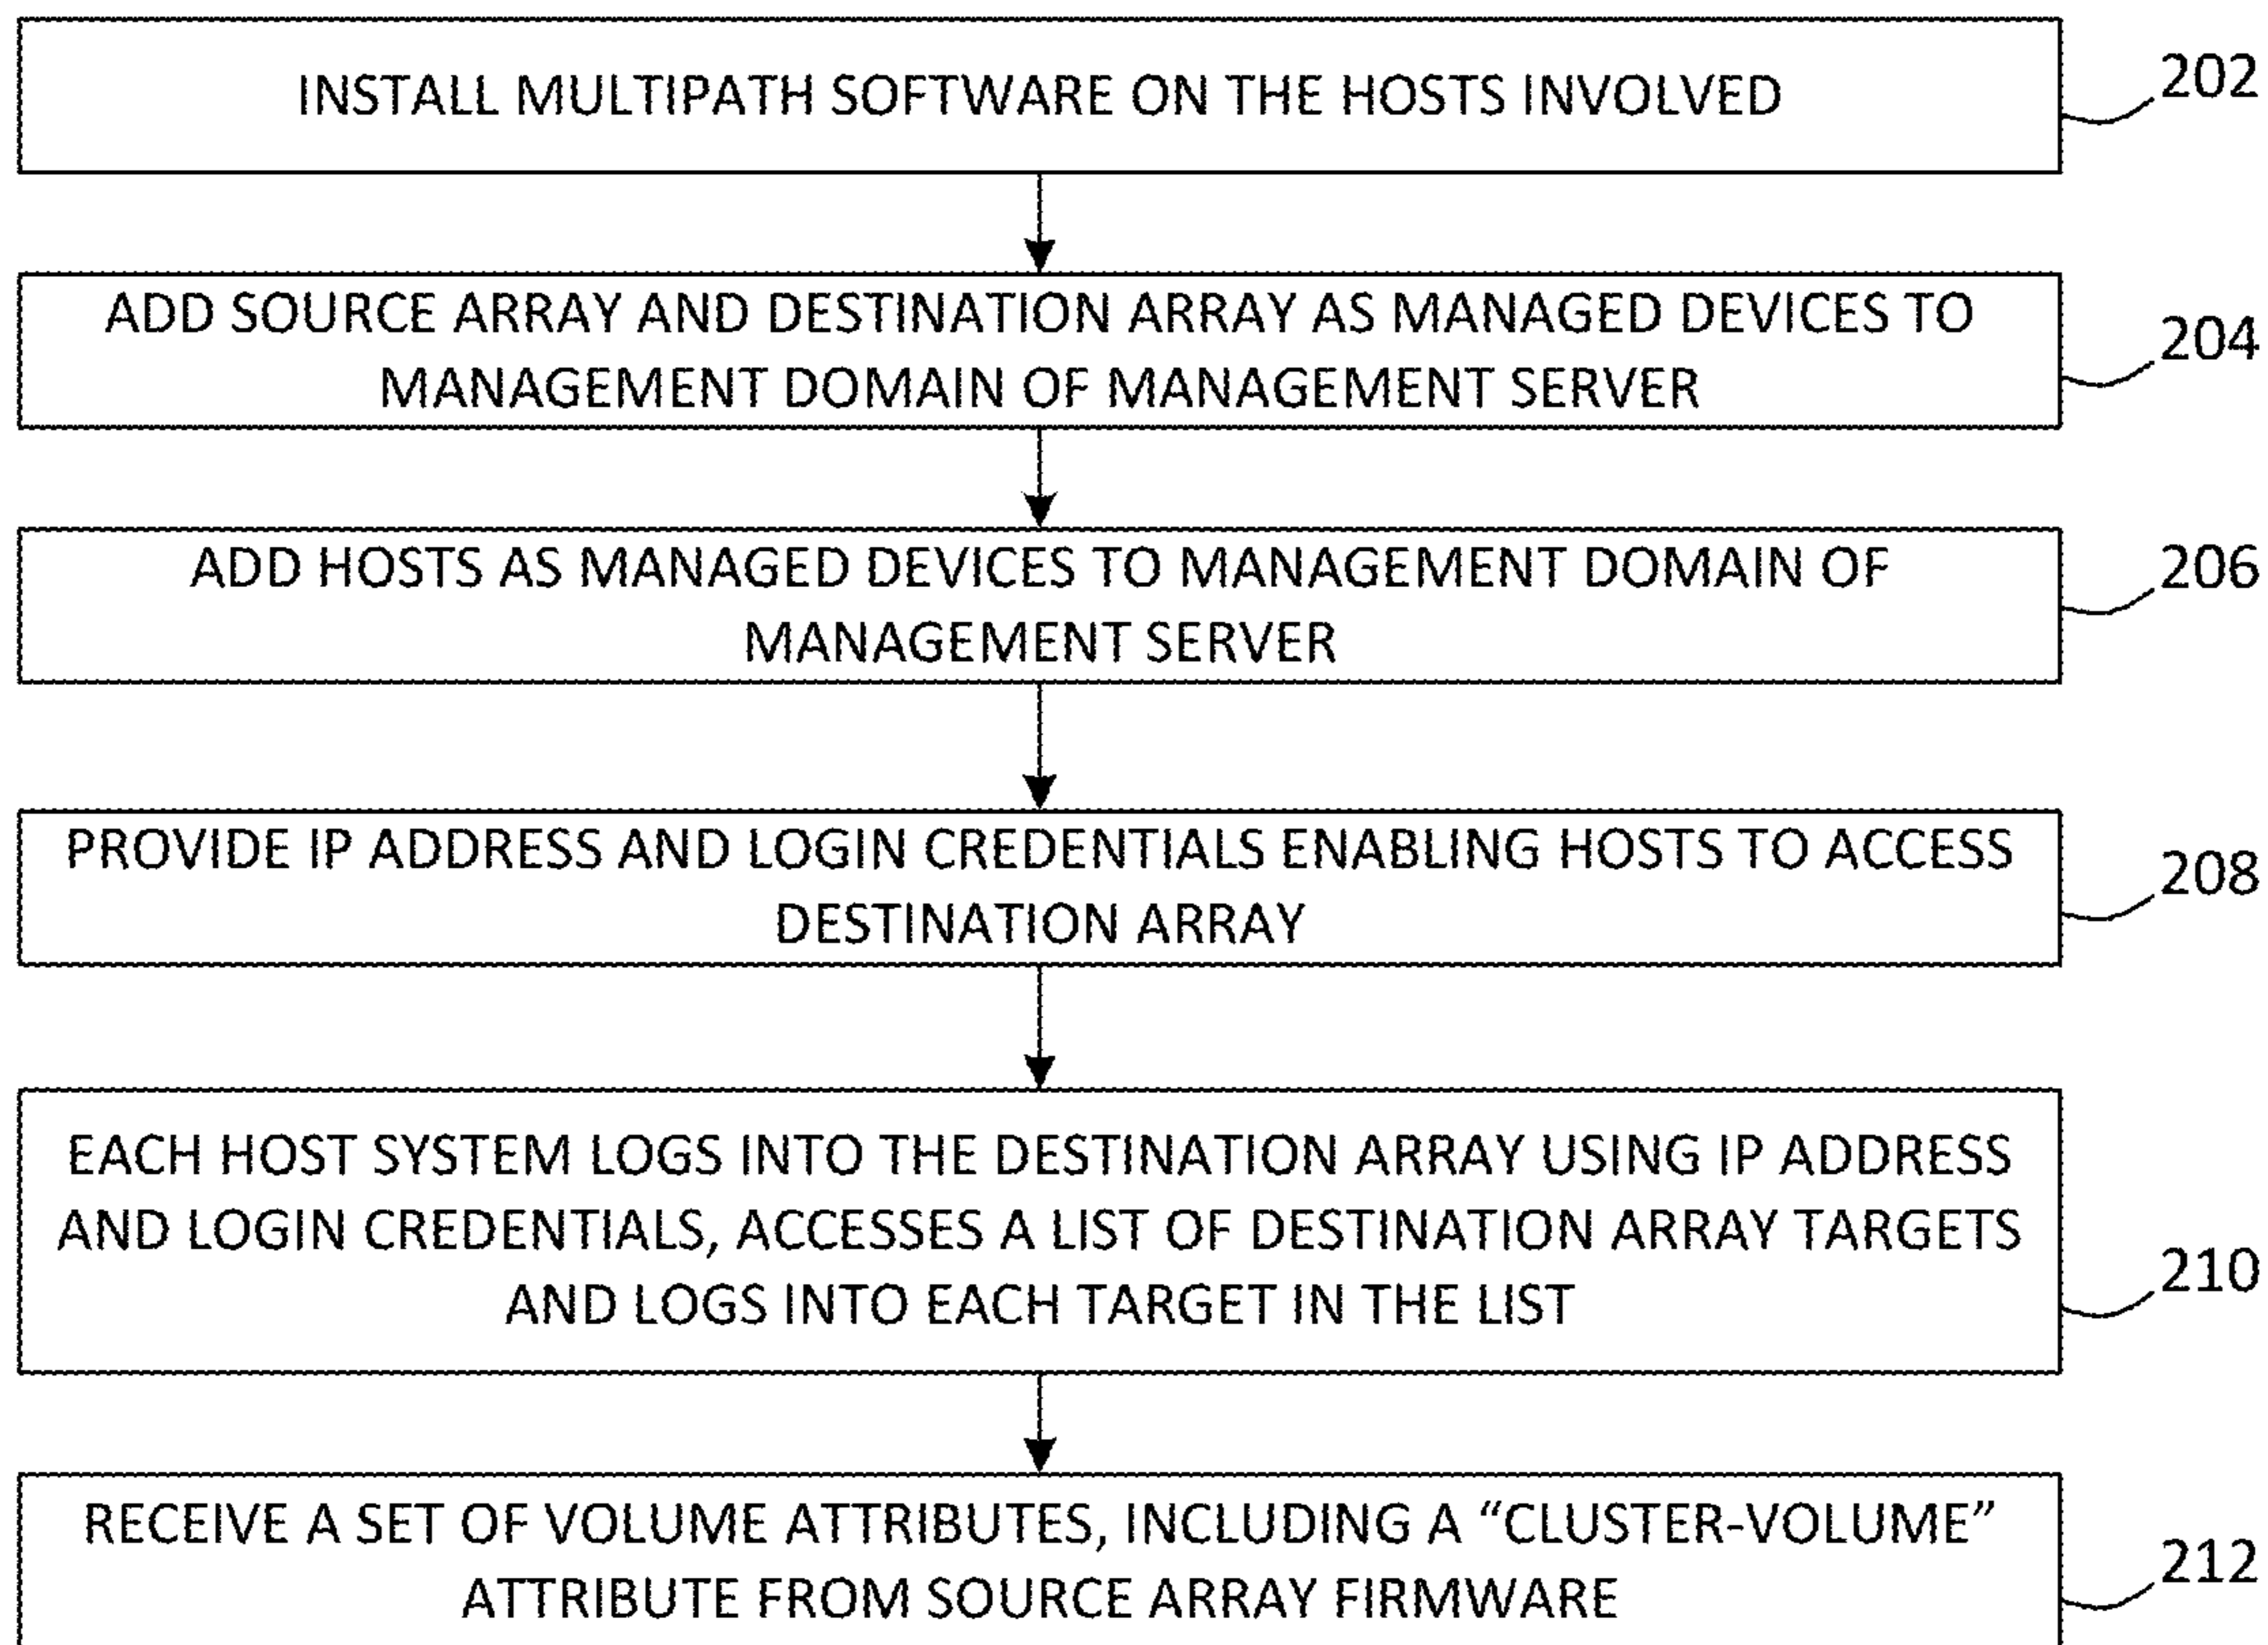 INSTALL MULTIPATH SOFTWARE ON THE HOSTS INVOLVED
202
ADD SOURCE ARRAY AND DESTINATION ARRAY AS MANAGED DEVICES TO
MANAGEMENT DOMAIN OF MANAGEMENT SERVER
204
ADD HOSTS AS MANAGED DEVICES TO MANAGEMENT DOMAIN OF
MANAGEMENT SERVER
206
PROVIDE IP ADDRESS AND LOGIN CREDENTIALS ENABLING HOSTS TO ACCESS
DESTINATION ARRAY
208
EACH HOST SYSTEM LOGS INTO THE DESTINATION ARRAY USING IP ADDRESS
AND LOGIN CREDENTIALS, ACCESSES A LIST OF DESTINATION ARRAY TARGETS
AND LOGS INTO EACH TARGET IN THE LIST
210
RECEIVE A SET OF VOLUME ATTRIBUTES, INCLUDING A “CLUSTER-VOLUME”
ATTRIBUTE FROM SOURCE ARRAY FIRMWARE
212